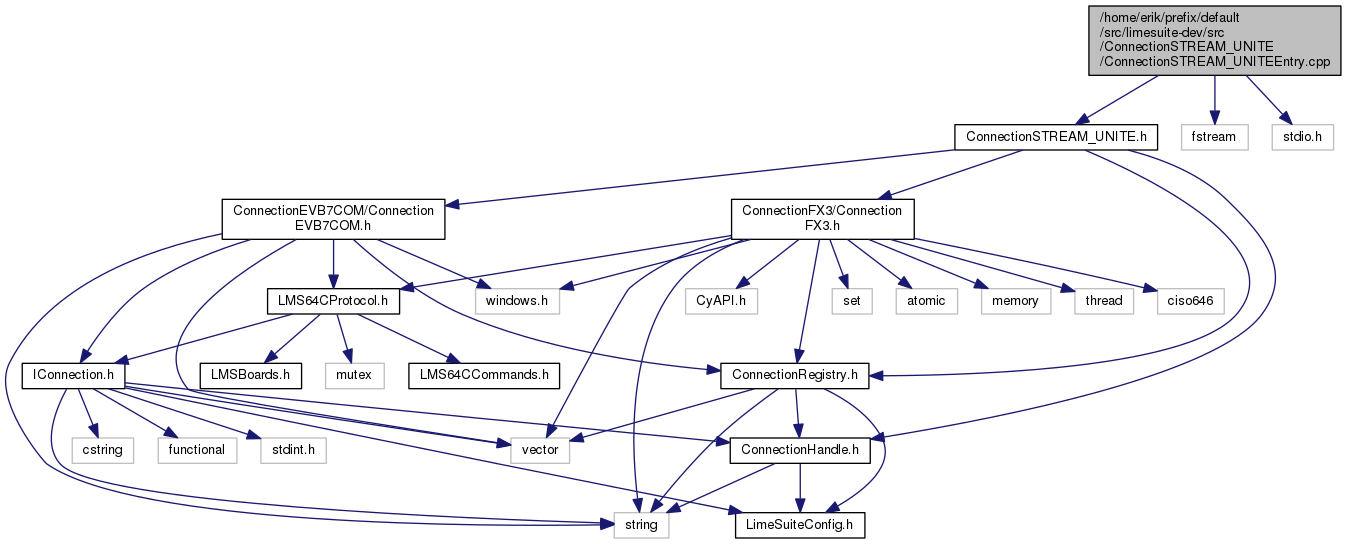 /home/erik/prefix/default
/src/limesuite-dev/src
/ConnectionSTREAM_UNITE
/ConnectionSTREAM_UNITEEntry.cpp
ConnectionSTREAM_UNITE.h
fstream
stdio.h
ConnectionEVB7COM/Connection
EVB7COM.h
ConnectionFX3/Connection
FX3.h
LMS64CProtocol.h
windows.h
CyAPI.h
set
atomic
memory
thread
ciso646
IConnection.h
LMSBoards.h
mutex
LMS64CCommands.h
ConnectionRegistry.h
cstring
functional
stdint.h
vector
ConnectionHandle.h
string
LimeSuiteConfig.h